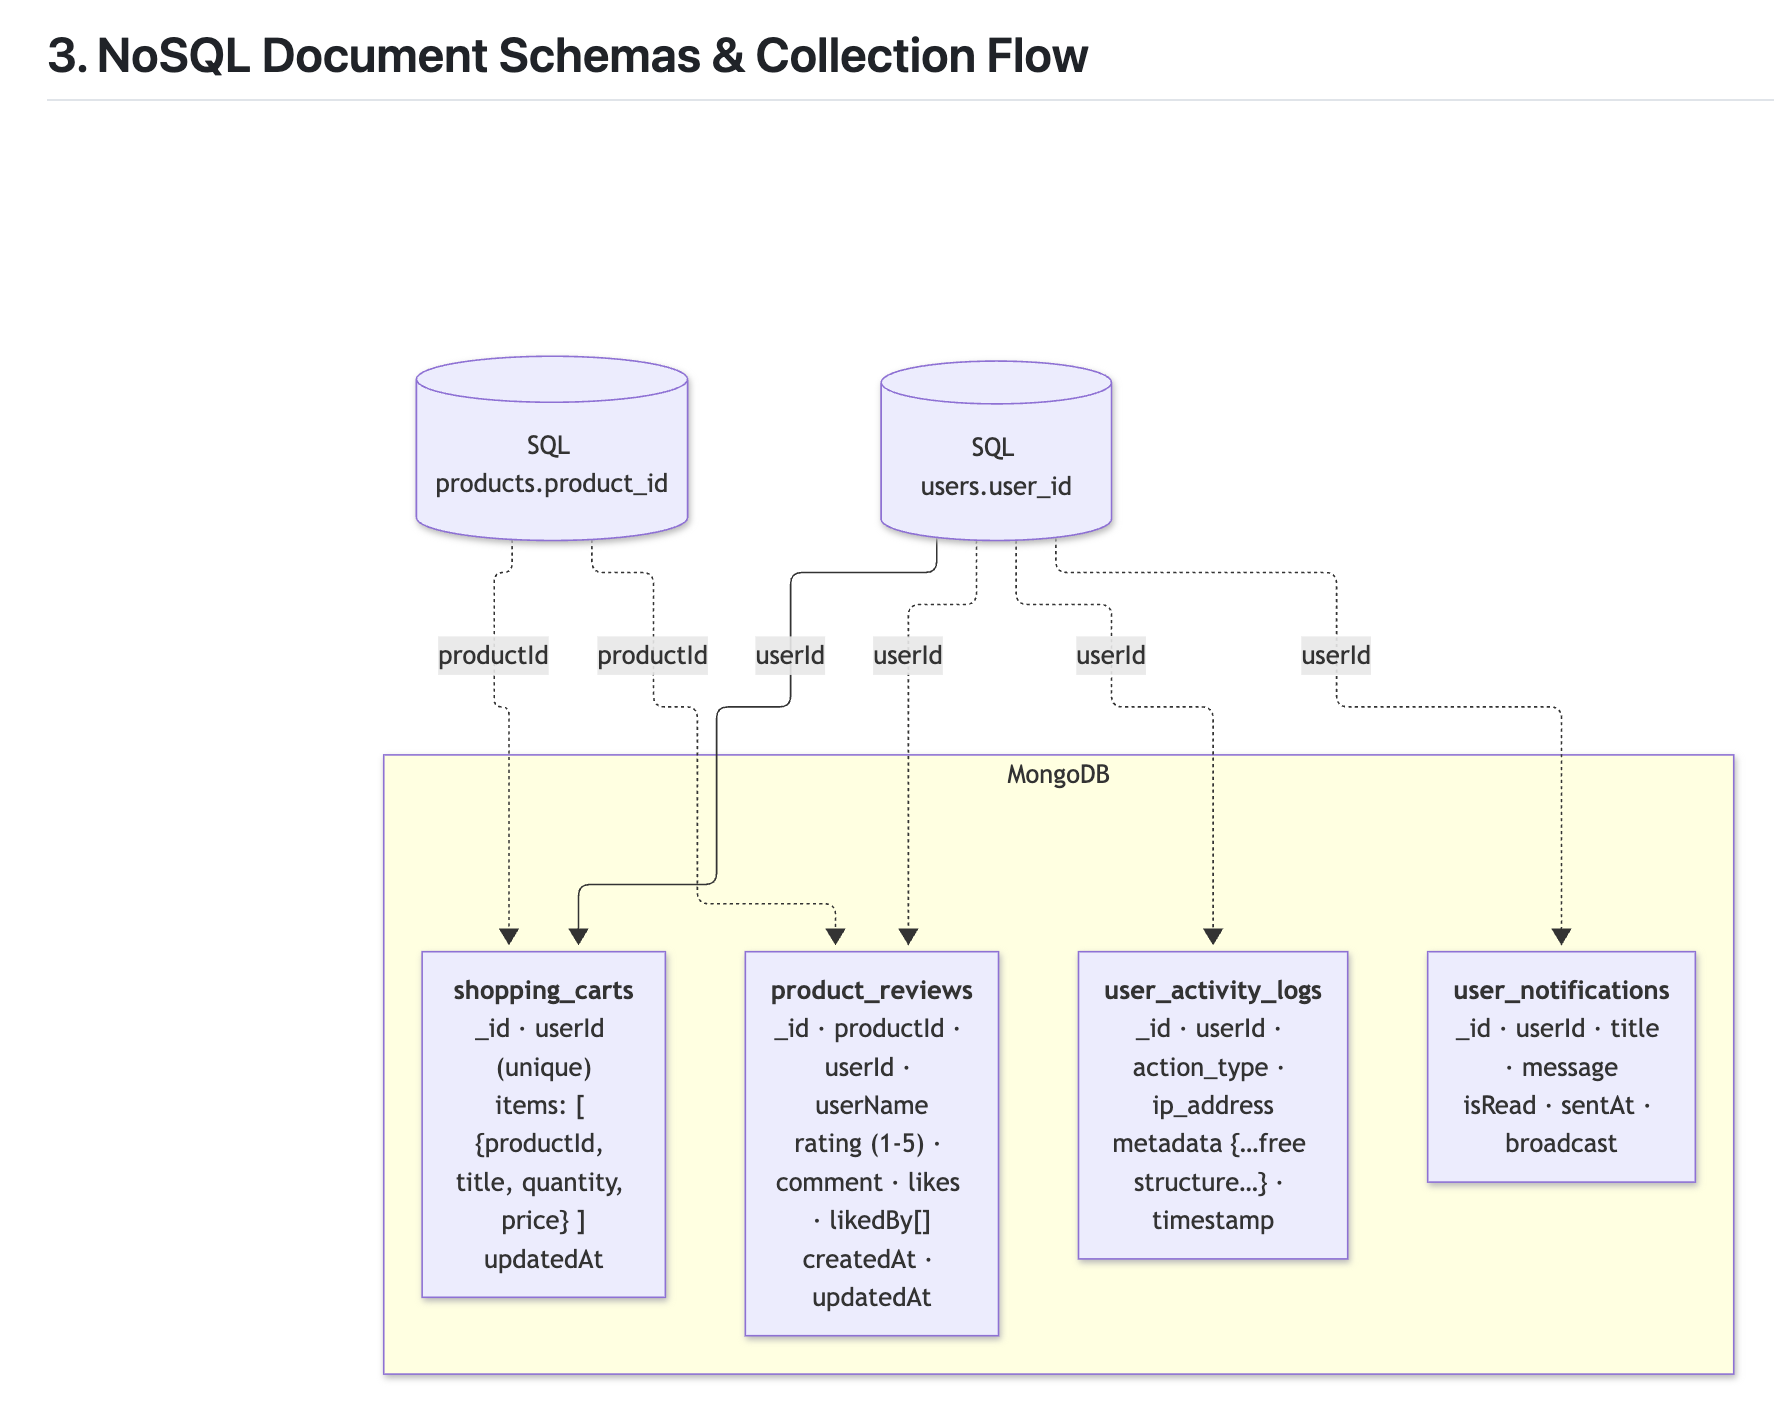 3. NoSQL Document Schemas & Collection Flow
SQL
products.product_id
SQL
users.user_id
productId
productId
userId
userId
userId
userId
MongoDB
shopping_carts
_id · userId
(unique)
items: [
{productId,
title, quantity,
price} ]
updatedAt
product_reviews
_id · productId ·
userId ·
userName
rating (1-5) ·
comment · likes
· likedBy[]
createdAt ·
updatedAt
user_activity_logs
_id · userId ·
action_type ·
ip_address
metadata {...free
structure...} ·
timestamp
user_notifications
_id · userId · title
· message
isRead · sentAt ·
broadcast